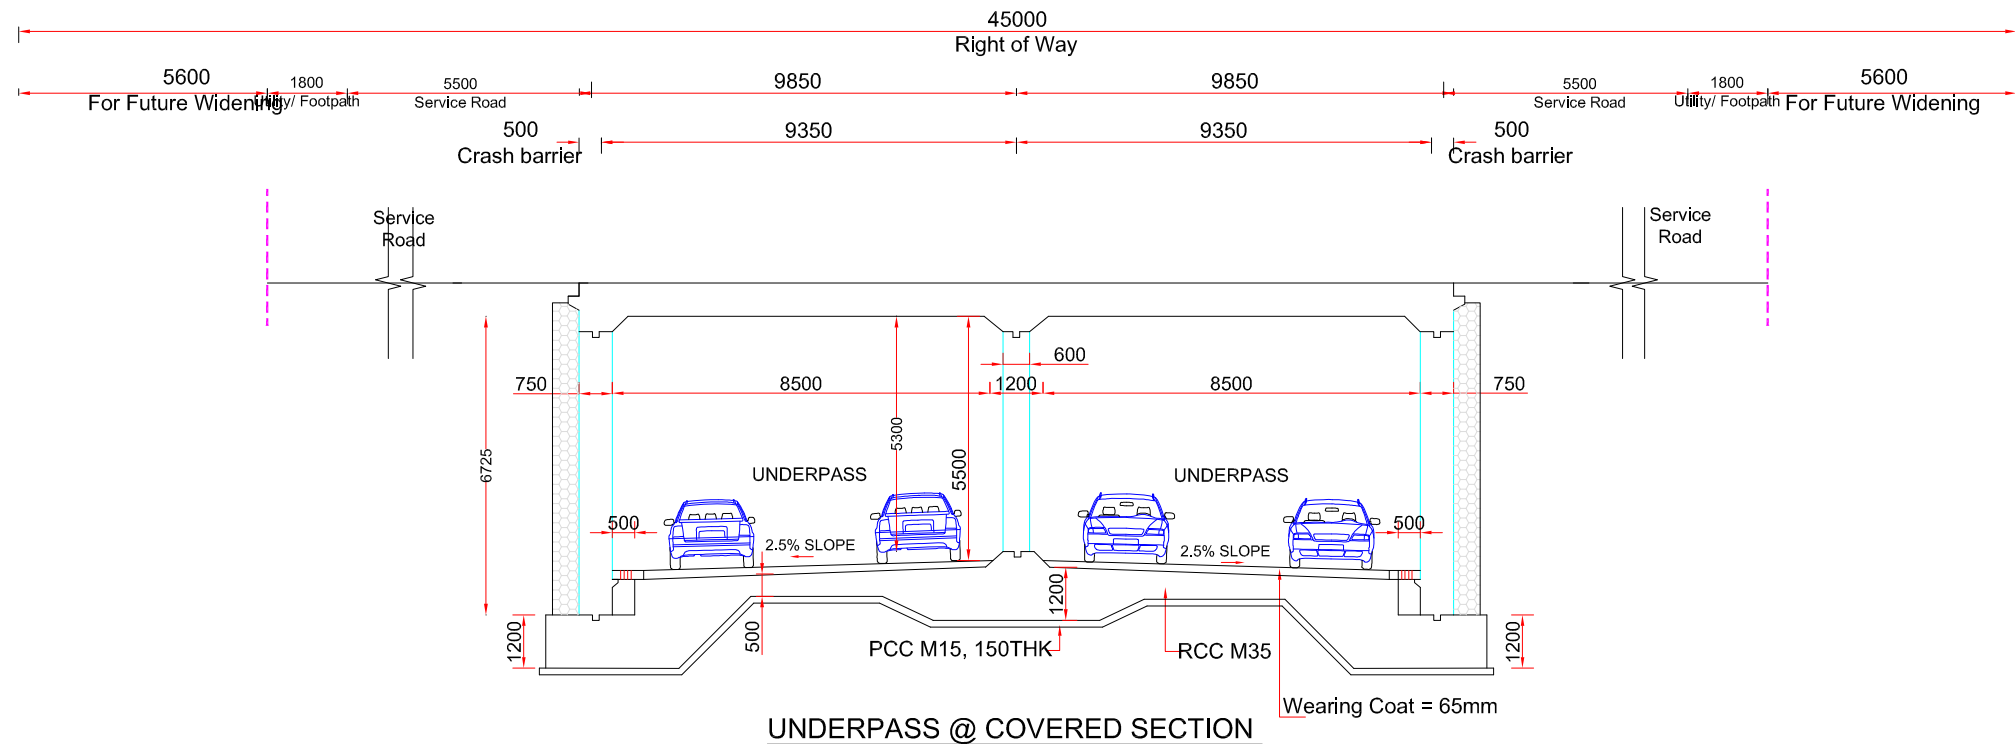 45000
Right of Way
5600 1800 5500 9850 9850 5500 1800 5600
For Future Widening Utility/ Footpath Service Road Service Road Utility/ Footpath For Future Widening
500 9350 9350 500
Crash barrier Crash barrier
Service
Road
Service
Road
600
750 8500 1200 8500 750
5300
5500
6725
UNDERPASS UNDERPASS
500 500
2.5% SLOPE 2.5% SLOPE
1200
500
1200
1200
PCC M15, 150THK RCC M35
Wearing Coat = 65mm
UNDERPASS @ COVERED SECTION